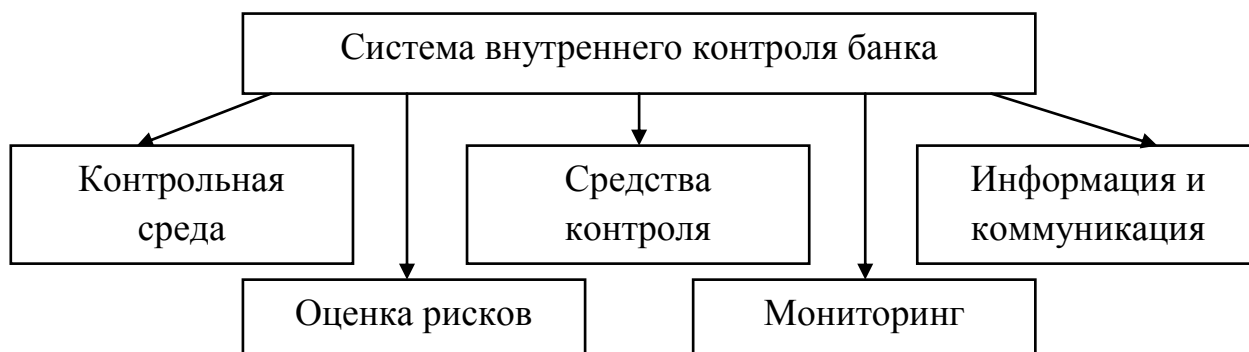 Система внутреннего контроля банка
Контрольная
среда
Средства
контроля
Информация и
коммуникация
Оценка рисков
Мониторинг